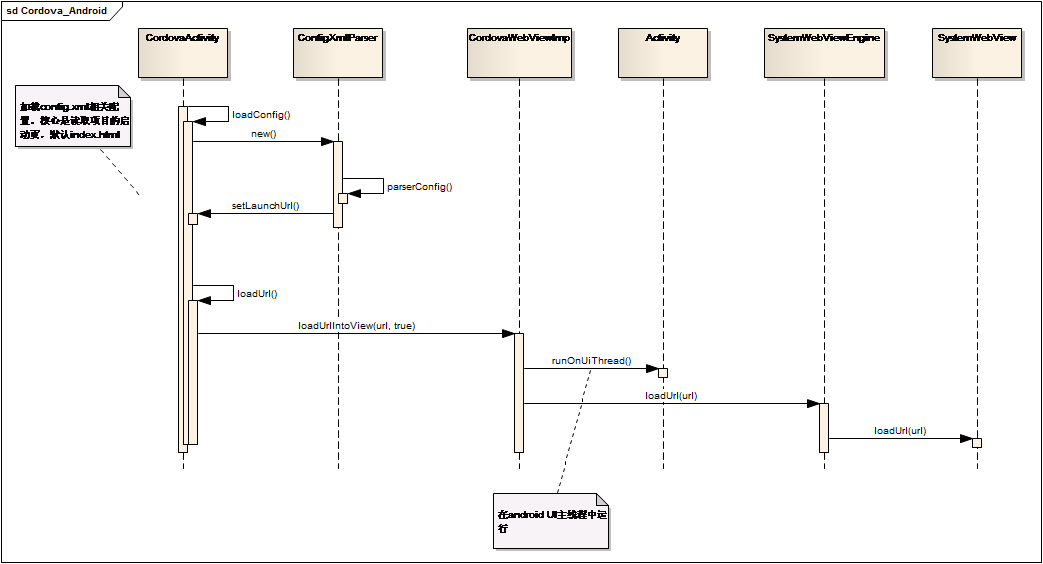 sd Cordova_Android
CordovaActivity
ConfigXmlParser
CordovaWebViewImp
Activity
SystemWebViewEngine
SystemWebView
加载config.xml相关配
置。核心是读取项目的启
动页。默认index.html
loadConfig()
new()
parserConfig()
setLaunchUrl()
loadUrl()
loadUrlIntoView(url, true)
runOnUiThread()
loadUrl(url)
loadUrl(url)
在android UI主线程中运
行